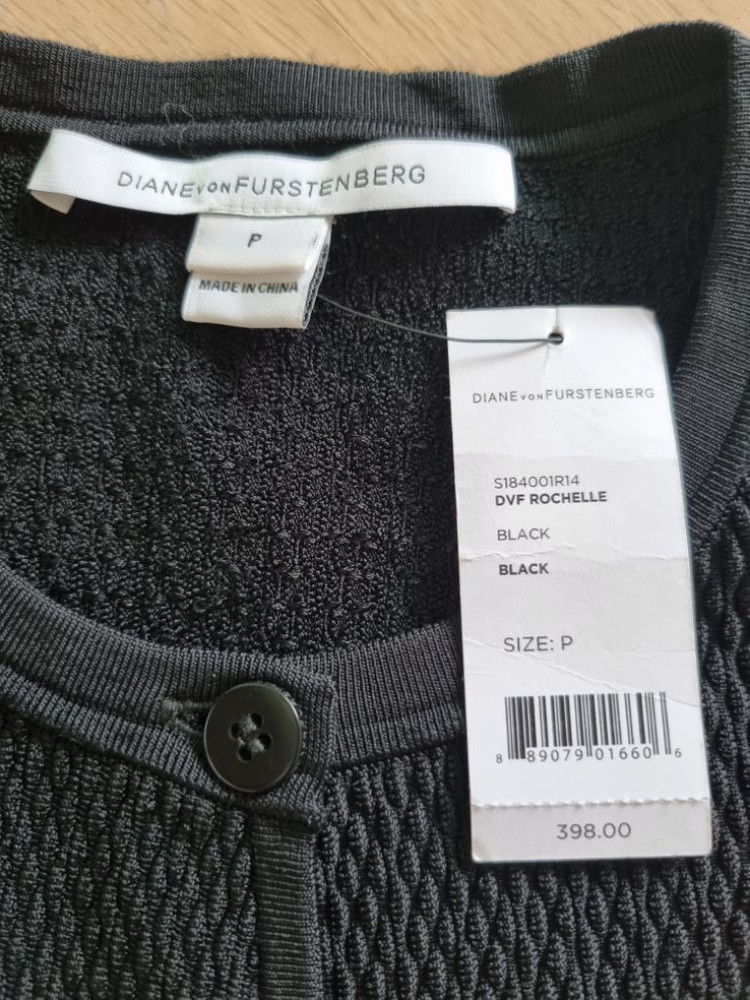 DIANE VON FURSTENBERG
P
MADE IN CHINA
DIANE VON FURSTENBERG
S184001R14
DVF ROCHELLE
BLACK
BLACK
SIZE: P
8 89079 01660 6
398.00